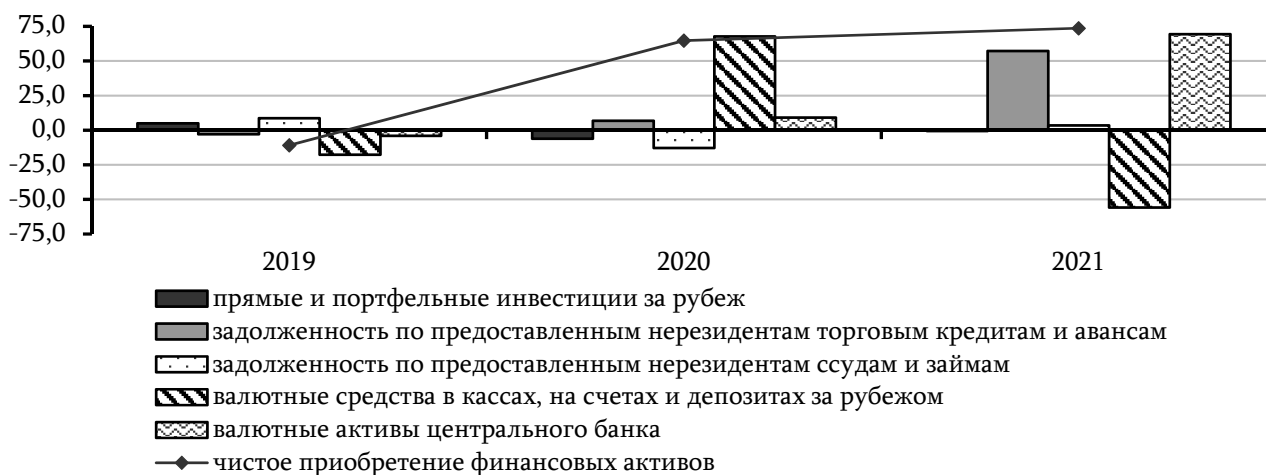 75,0
50,0
25,0
0,0
-25,0
-50,0
-75,0
2019 2020 2021
прямые и портфельные инвестиции за рубеж
задолженность по предоставленным нерезидентам торговым кредитам и авансам
задолженность по предоставленным нерезидентам ссудам и займам
валютные средства в кассах, на счетах и депозитах за рубежом
валютные активы центрального банка
чистое приобретение финансовых активов